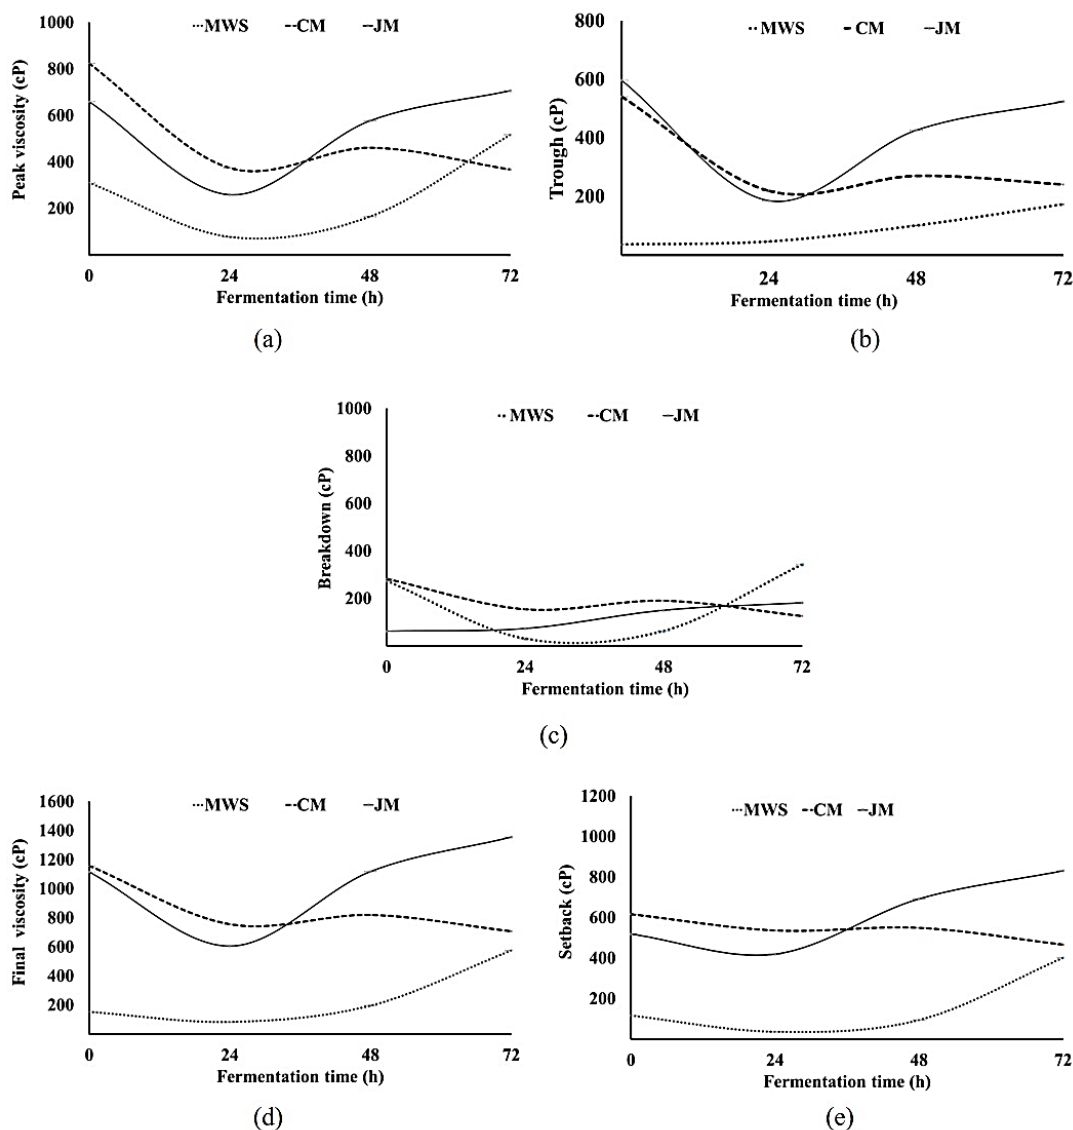 1000
MWS CM JM
800
600
400
200
Peak viscosity (cP)
0 24 48 72
Fermentation time (h)
(a)
800
MWS CM JM
600
400
200
Trough (cP)
24 48 72
Fermentation time (h)
(b)
1000
MWS CM JM
800
600
400
200
Breakdown (cP)
0 24 48 72
Fermentation time (h)
(c)
1600
MWS CM JM
1400
1200
1000
800
600
400
200
Final viscosity (cP)
0 24 48 72
Fermentation time (h)
(d)
1200
MWS CM JM
1000
800
600
400
200
Setback (cP)
0 24 48 72
Fermentation time (h)
(e)